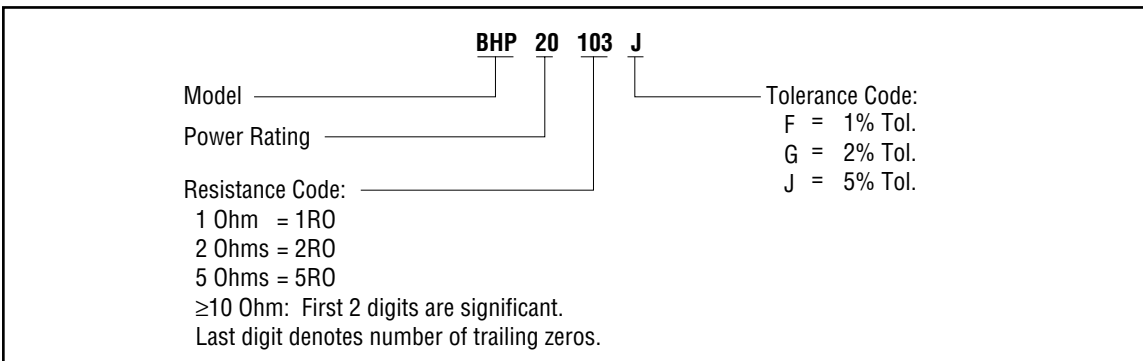 BHP 20 103 J
Model
Power Rating
Resistance Code:
1 Ohm = 1RO
2 Ohms = 2RO
5 Ohms = 5RO
≥10 Ohm: First 2 digits are significant.
Last digit denotes number of trailing zeros.
Tolerance Code:
F = 1% Tol.
G = 2% Tol.
J = 5% Tol.